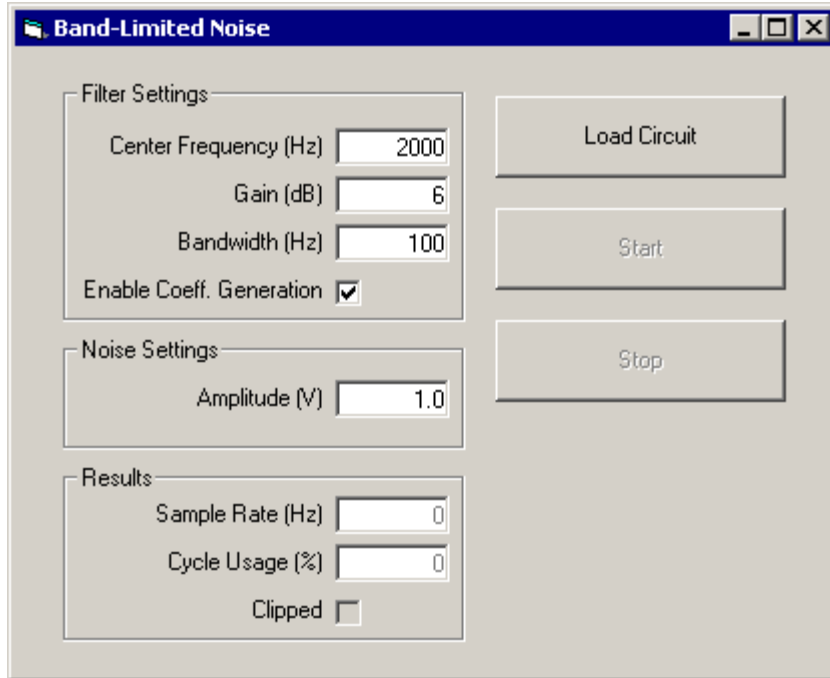 Band-Limited Noise
Filter Settings
Center Frequency (Hz) 2000
Gain (dB) 6
Bandwidth (Hz) 100
Enable Coeff. Generation
Noise Settings
Amplitude (V) 1.0
Results
Sample Rate (Hz) 0
Cycle Usage (%) 0
Clipped
Load Circuit
Start
Stop